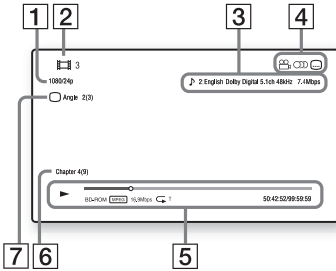 1 2 3 4
3
1080/24p
♪ 2 English Dolby Digital 5.1ch 48kHz 7.4Mbps
Angle 2(3)
Chapter 4(9)
BD-ROM MPEG 16.9Mbps 1 50:42:52/99:59:59
7 6 5